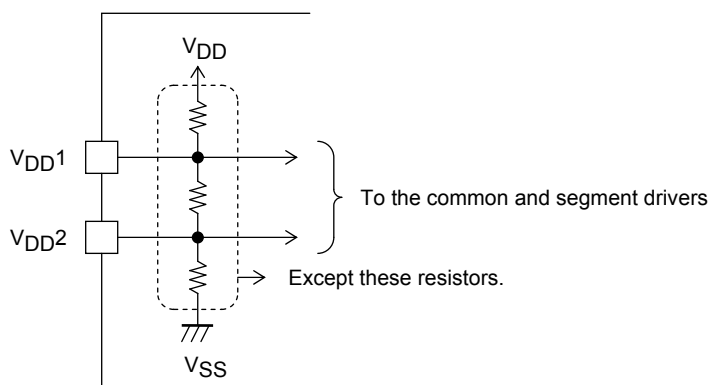 VDD
VDD1
To the common and segment drivers
VDD2
Except these resistors.
VSS